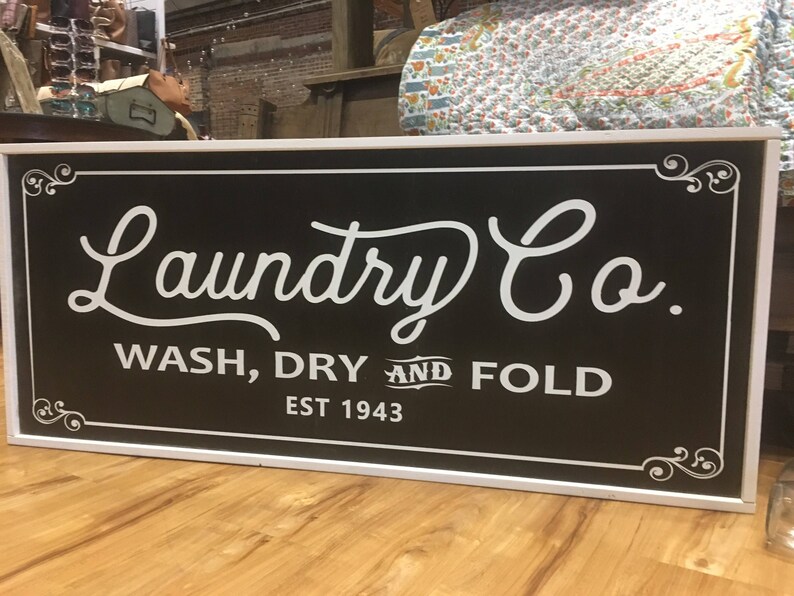 Laundry Co.
WASH, DRY AND FOLD
EST 1943